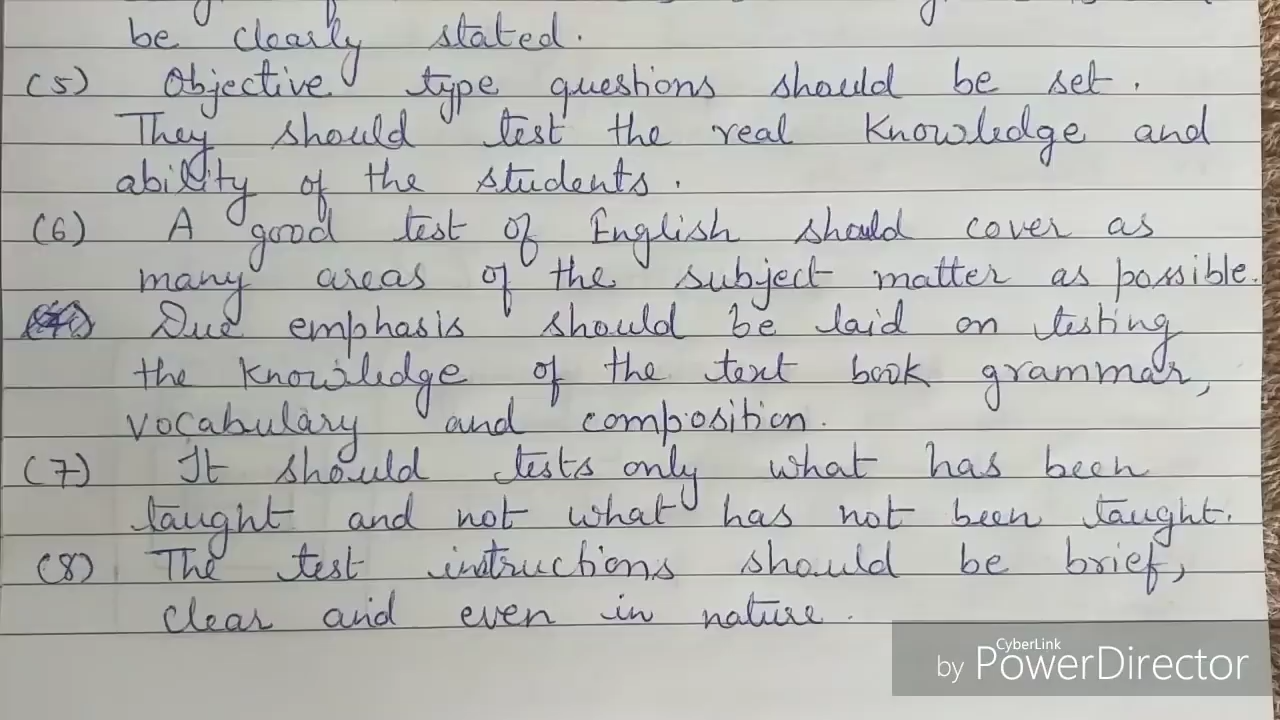 be clearly stated.
(5) Objective type questions should be set.
They should test the real knowledge and
ability of the students.
(6) A good test of English should cover as
many areas of the subject matter as possible.
Due emphasis should be laid on testing
the knowledge of the text book grammar,
vocabulary and composition.
(7) It should tests only what has been
taught and not what has not been taught.
(8) The test instructions should be brief,
clear and even in nature.
CyberLink
by PowerDirector